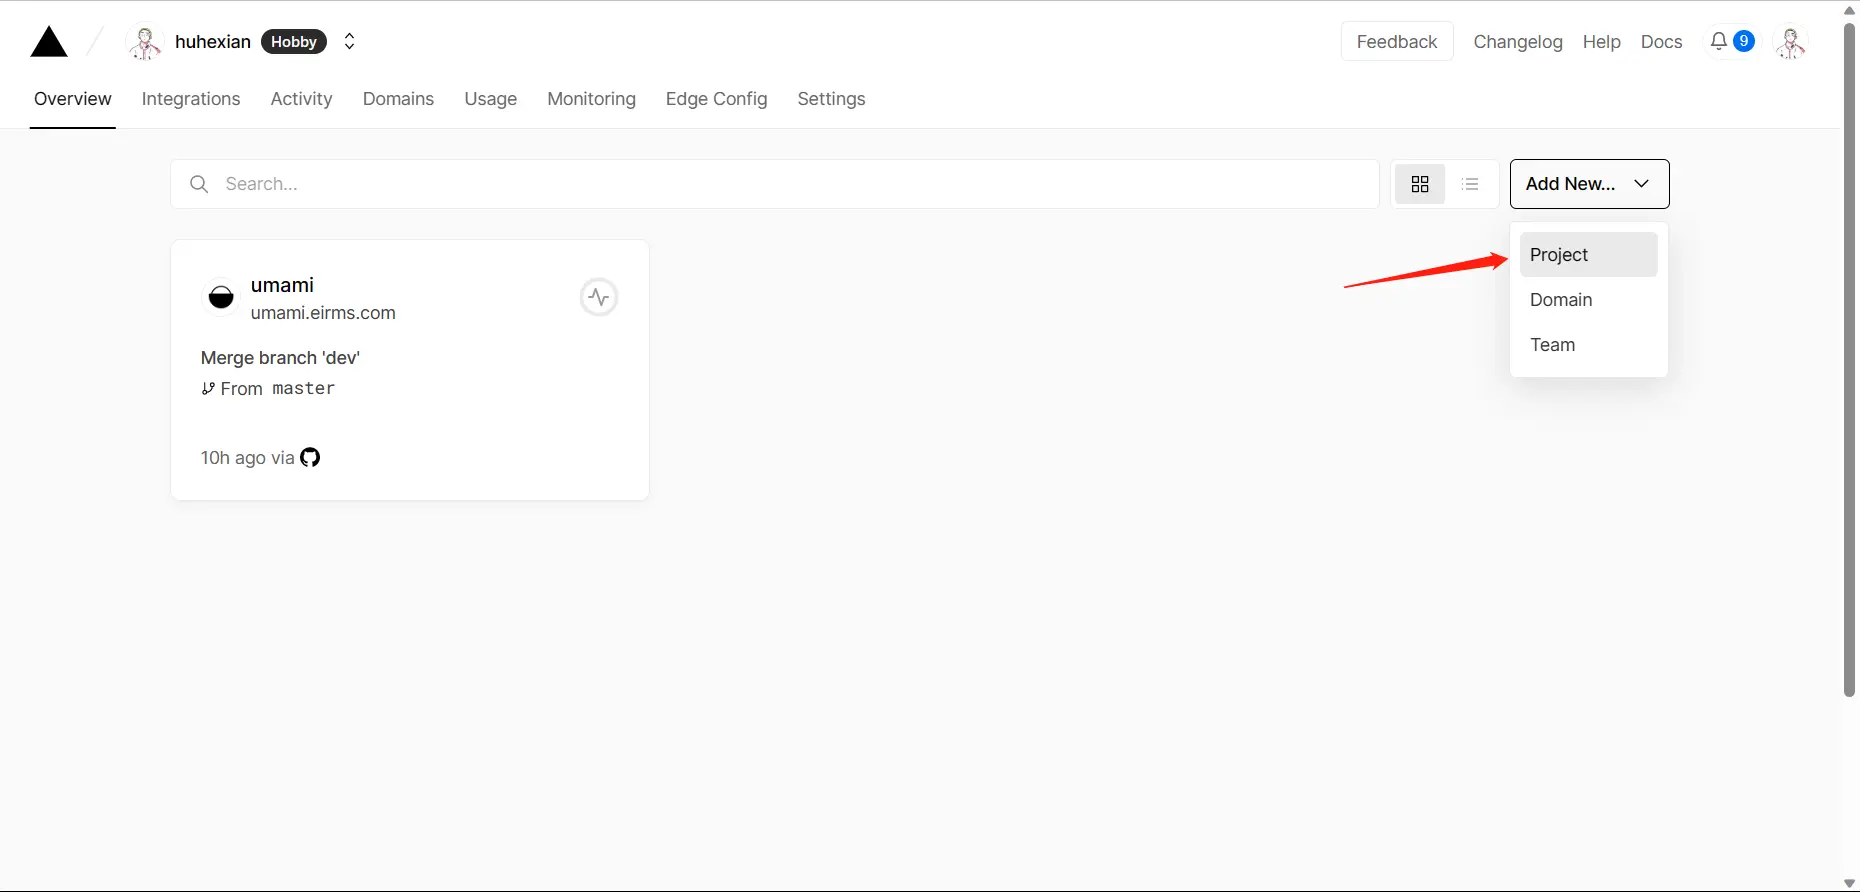 huhexian Hobby
Feedback Changelog Help Docs 9
Overview Integrations Activity Domains Usage Monitoring Edge Config Settings
Search...
Add New...
Project
Domain
Team
umami
umami.eirms.com
Merge branch 'dev'
From master
10h ago via